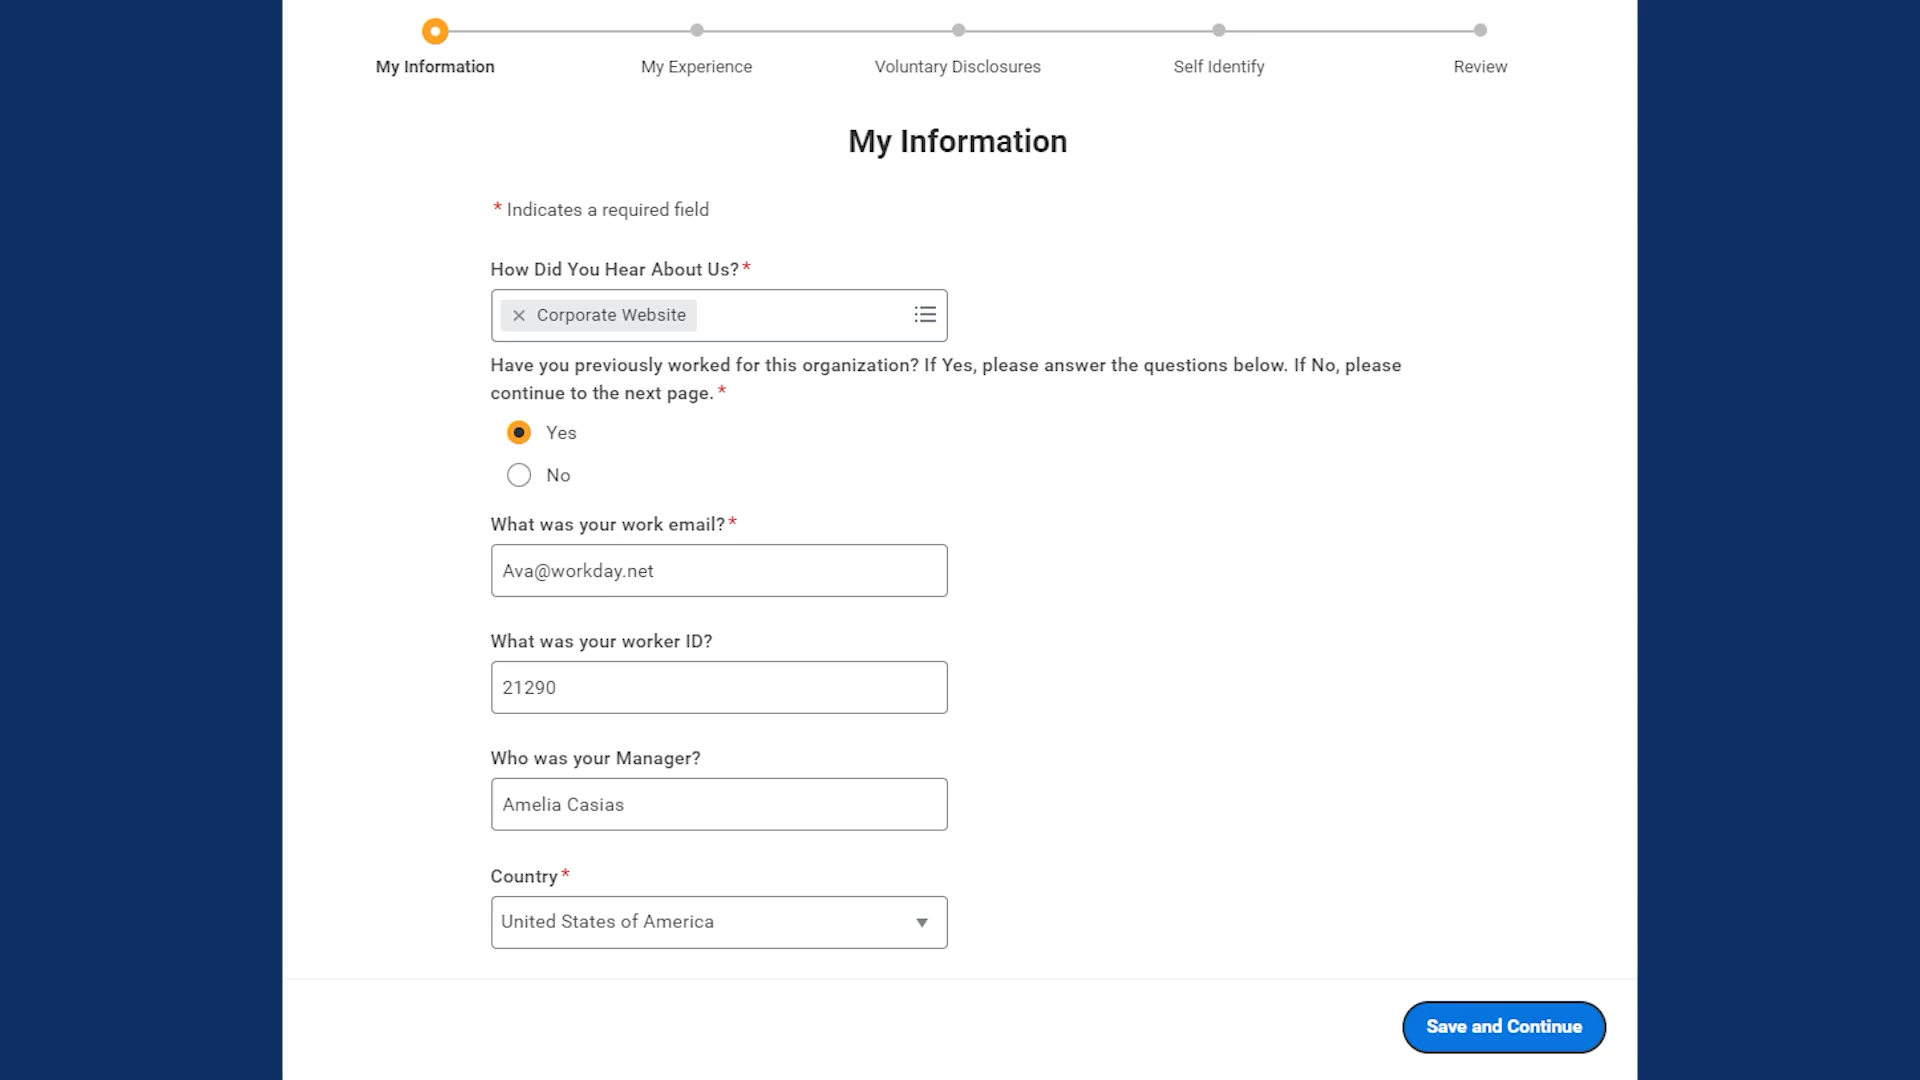 My Information
My Experience
Voluntary Disclosures
Self Identify
Review
My Information
* Indicates a required field
How Did You Hear About Us?*
Corporate Website
Have you previously worked for this organization? If Yes, please answer the questions below. If No, please
continue to the next page.*
Yes
No
What was your work email?*
Ava@workday.net
What was your worker ID?
21290
Who was your Manager?
Amelia Casias
Country*
United States of America
Save and Continue